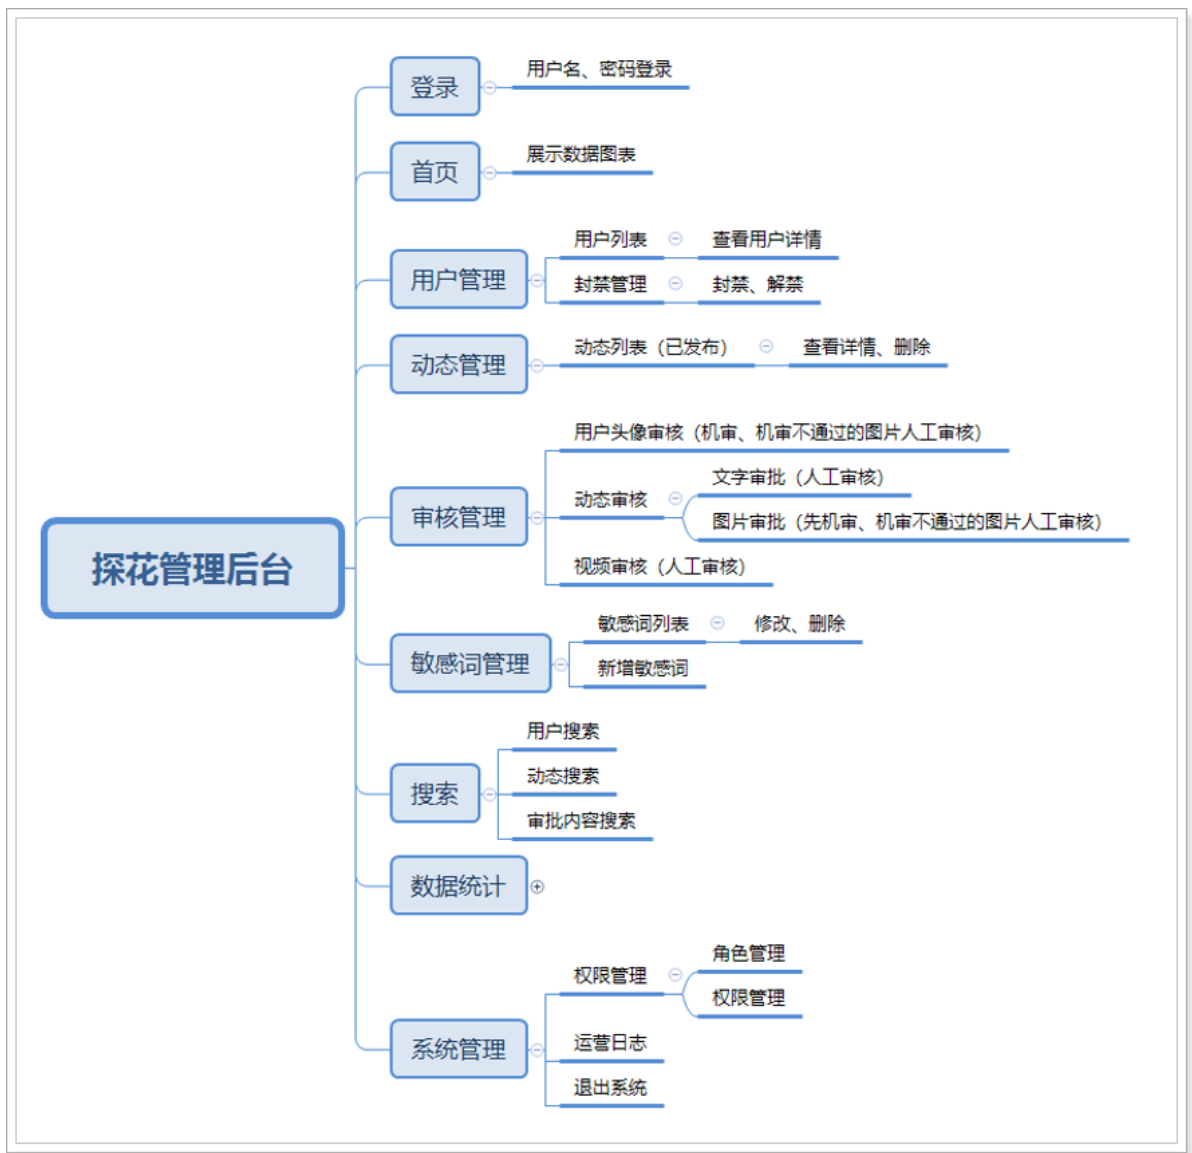 登录
用户名、密码登录
首页
展示数据图表
用户管理
用户列表
查看用户详情
封禁管理
封禁、解禁
动态管理
动态列表（已发布）
查看详情、删除
审核管理
用户头像审核（机审、机审不通过的图片人工审核）
动态审核
文字审批（人工审核）
图片审批（先机审、机审不通过的图片人工审核）
视频审核（人工审核）
探花管理后台
敏感词管理
敏感词列表
修改、删除
新增敏感词
搜索
用户搜索
动态搜索
审批内容搜索
数据统计
系统管理
权限管理
角色管理
权限管理
运营日志
退出系统